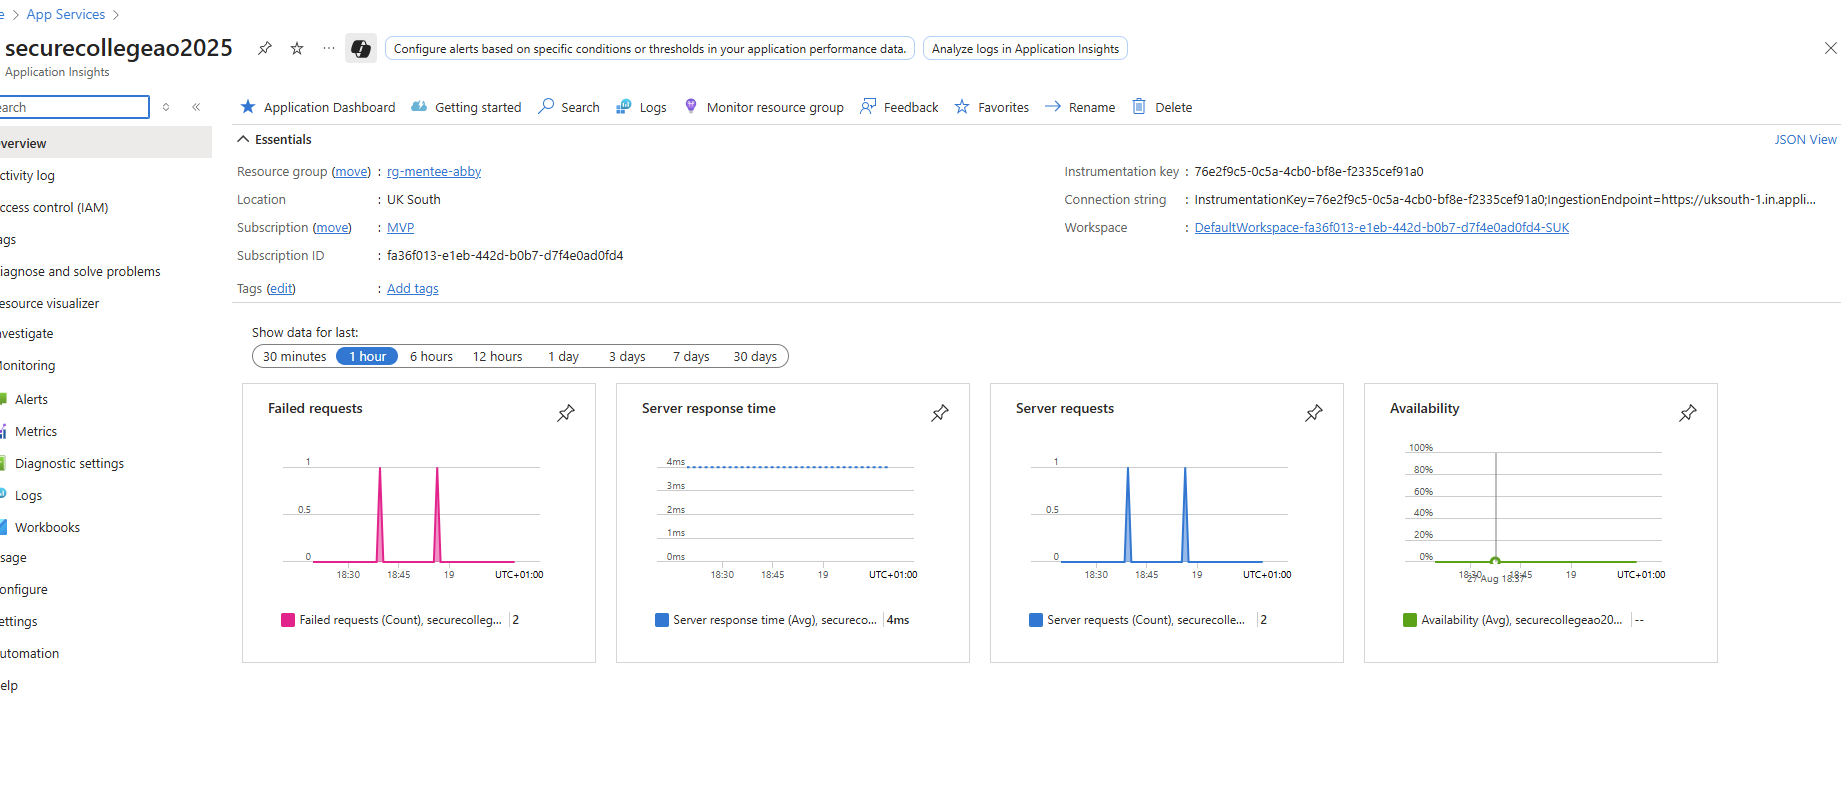 e > App Services >
securecollegeao2025 ··· Configure alerts based on specific conditions or thresholds in your application performance data. Analyze logs in Application Insights
Application Insights
earch
Application Dashboard Getting started Search Logs Monitor resource group Feedback Favorites Rename Delete
verview
ctivity log
ccess control (IAM)
ags
iagnose and solve problems
esource visualizer
nvestigate
onitoring
Alerts
Metrics
Diagnostic settings
Logs
Workbooks
sage
onfigure
ettings
utomation
elp
Essentials
JSON View
Resource group (move) : rg-mentee-abby
Location : UK South
Subscription (move) : MVP
Subscription ID : fa36f013-e1eb-442d-b0b7-d7f4e0ad0fd4
Tags (edit) : Add tags
Instrumentation key : 76e2f9c5-0c5a-4cb0-bf8e-f2335cef91a0
Connection string : InstrumentationKey=76e2f9c5-0c5a-4cb0-bf8e-f2335cef91a0;IngestionEndpoint=https://uksouth-1.in.appli...
Workspace : DefaultWorkspace-fa36f013-e1eb-442d-b0b7-d7f4e0ad0fd4-SUK
Show data for last:
30 minutes 1 hour 6 hours 12 hours 1 day 3 days 7 days 30 days
Failed requests
1
0.5
0
18:30 18:45 19 UTC+01:00
Failed requests (Count), securecolleg... 2
Server response time
4ms
3ms
2ms
1ms
0ms
18:30 18:45 19 UTC+01:00
Server response time (Avg), secureco... 4ms
Server requests
1
0.5
0
18:30 18:45 19 UTC+01:00
Server requests (Count), securecolle... 2
Availability
100%
80%
60%
40%
20%
0%
18:30 18:45 19 UTC+01:00
27 Aug 18:37
Availability (Avg), securecollegeao20... --